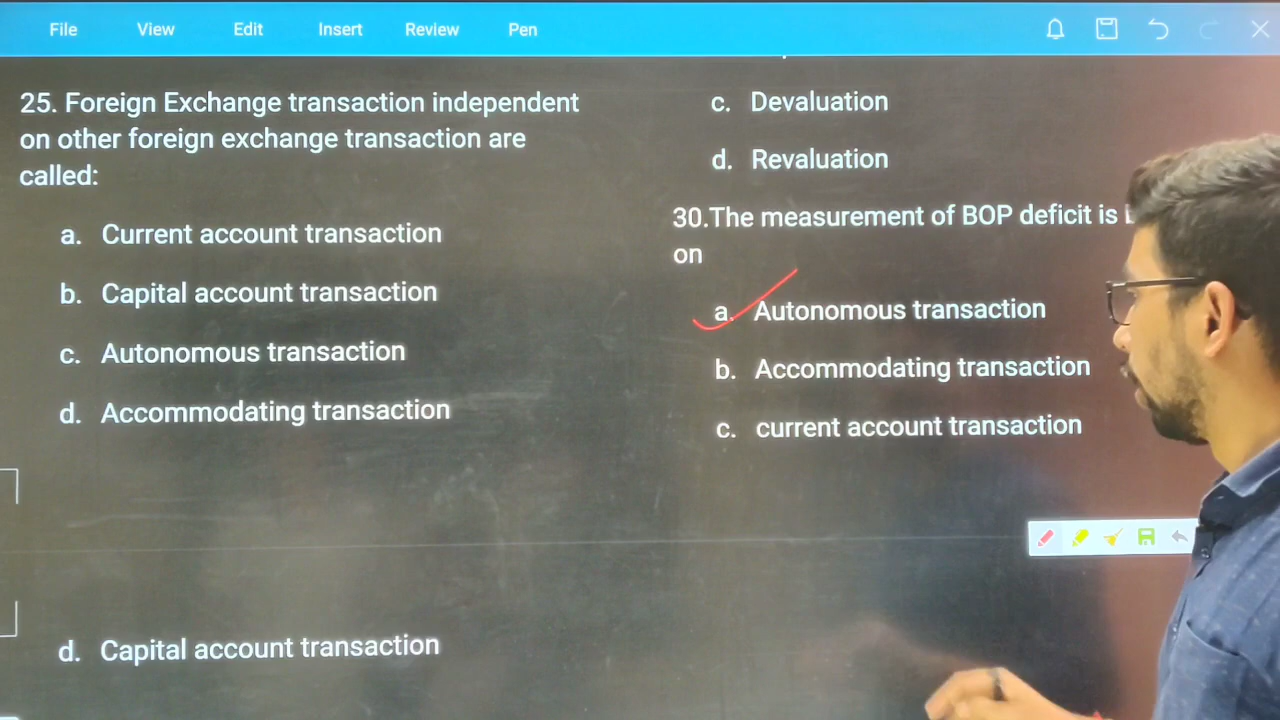 File View Edit Insert Review Pen
25. Foreign Exchange transaction independent
on other foreign exchange transaction are
called:
a. Current account transaction
b. Capital account transaction
c. Autonomous transaction
d. Accommodating transaction
d. Capital account transaction
c. Devaluation
d. Revaluation
30.The measurement of BOP deficit is
on
a. Autonomous transaction
b. Accommodating transaction
c. current account transaction